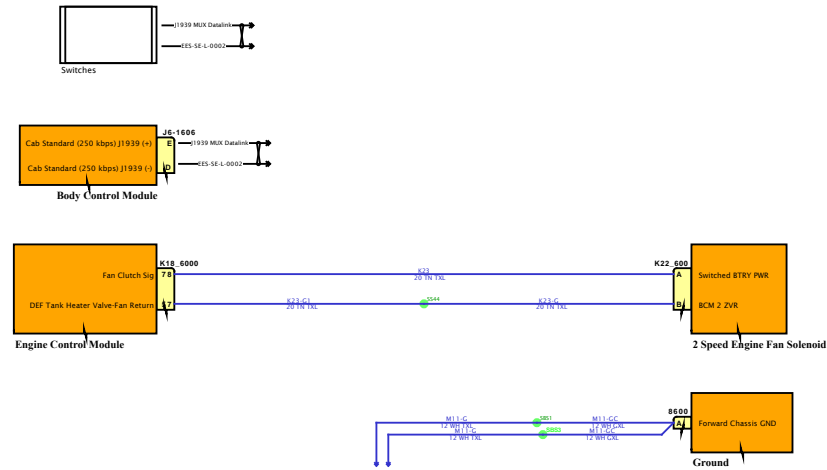 J1939 MUX Datalink
EES-SE-L-0002
Switches
J6-1606
Cab Standard (250 kbps) J1939 (+) E J1939 MUX Datalink
Cab Standard (250 kbps) J1939 (-) D EES-SE-L-0002
Body Control Module
K18_6000 K22_600
Fan Clutch Sig 78 K23 A Switched BTRY PWR
20 TN TXL
DEF Tank Heater Valve-Fan Return 57 K23-G1 SS44 K23-G B BCM 2 ZVR
20 TN TXL 20 TN TXL
Engine Control Module 2 Speed Engine Fan Solenoid
8600
M11-G M11-GC A Forward Chassis GND
12 WH TXL 12 WH GXL
M11-G M11-GC
12 WH TXL 12 WH GXL
Ground